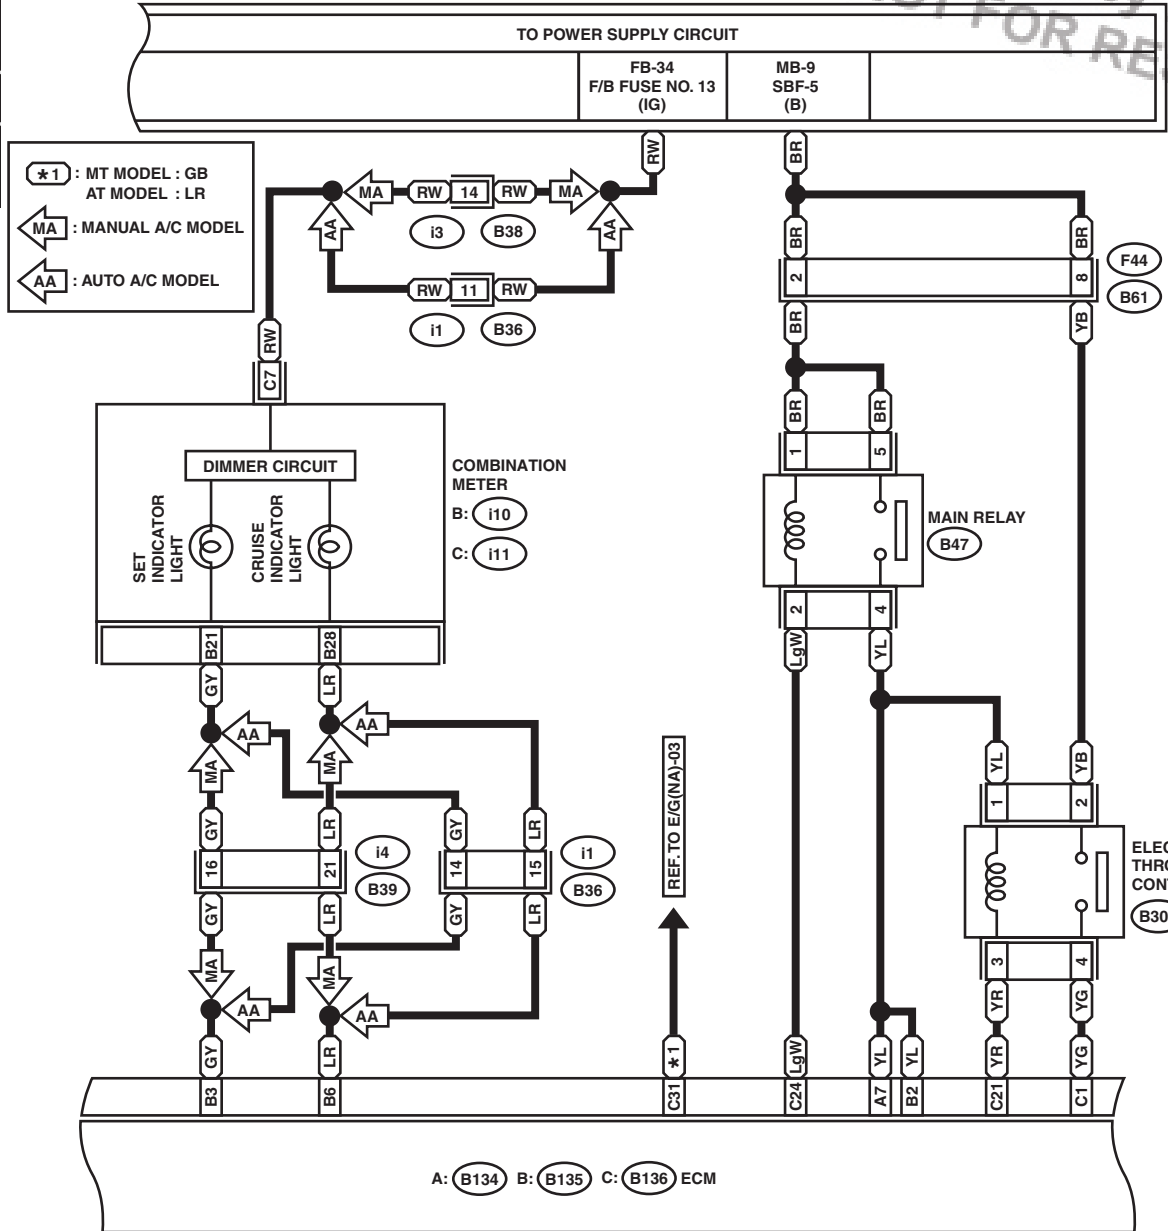 NOT FOR RE
TO POWER SUPPLY CIRCUIT
FB-34
F/B FUSE NO. 13
(IG)
MB-9
SBF-5
(B)
*1 : MT MODEL : GB
AT MODEL : LR
MA : MANUAL A/C MODEL
AA : AUTO A/C MODEL
RW
BR
MA RW 14 RW MA
i3 B38
AA AA
RW 11 RW
i1 B36
BR BR
2 8
F44
B61
BR YB
RW
C7
BR BR
1 5
MAIN RELAY
B47
2 4
LgW YL
DIMMER CIRCUIT
SET
INDICATOR
LIGHT
CRUISE
INDICATOR
LIGHT
COMBINATION
METER
B: i10
C: i11
B21 B28
GY LR
AA AA
MA MA
GY LR GY LR
16 21
i4
B39
14 15
i1
B36
GY LR GY LR
MA MA
AA AA
GY LR
REF. TO E/G(NA)-03
YL YB
1 2
ELEC
THRO
CONT
B30
3 4
YR YG
*1 LgW YL YL YR YG
B3 B6 C31 C24 A7 B2 C21 C1
A: B134 B: B135 C: B136 ECM